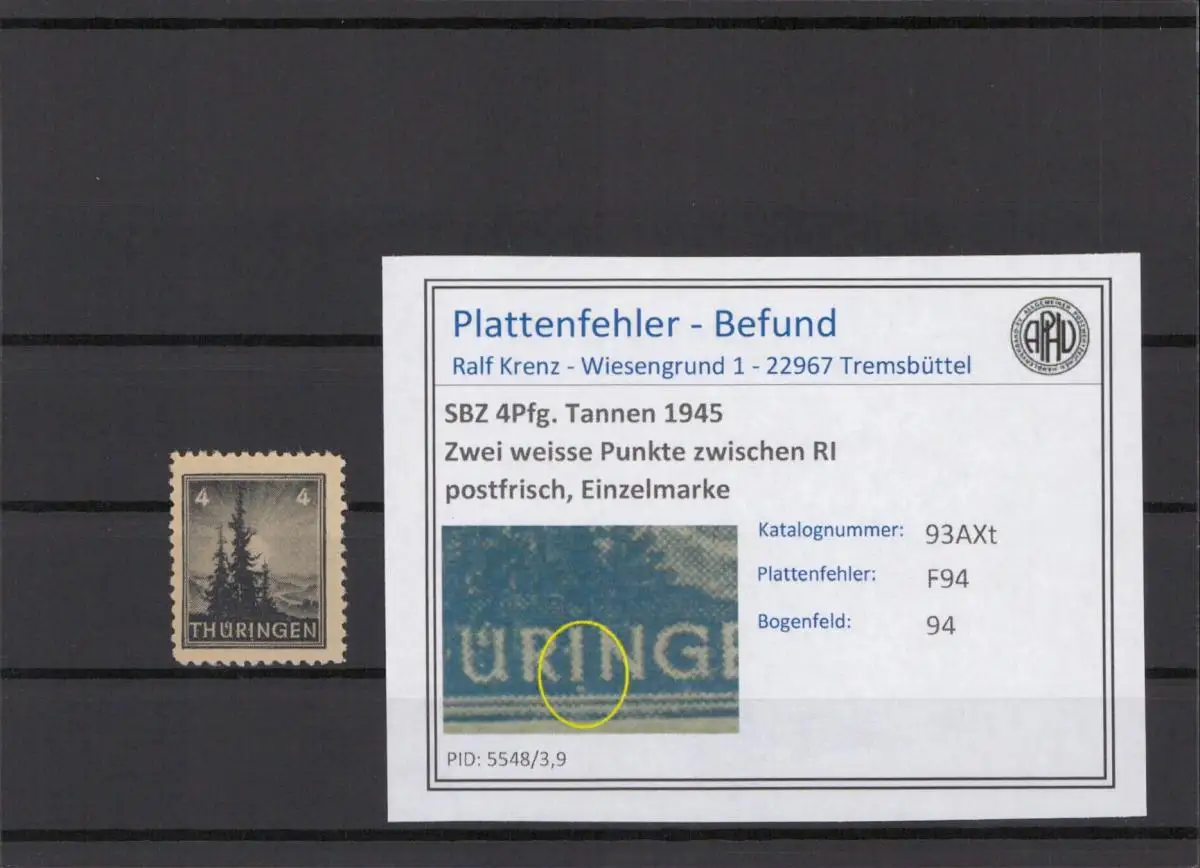 4 4
THÜRINGEN
Plattenfehler - Befund
Ralf Krenz - Wiesengrund 1 - 22967 Tremsbüttel
APHV
SBZ 4Pfg. Tannen 1945
Zwei weisse Punkte zwischen RI
postfrisch, Einzelmarke
ÜRINGE
Katalognummer: 93AXt
Plattenfehler: F94
Bogenfeld: 94
PID: 5548/3,9